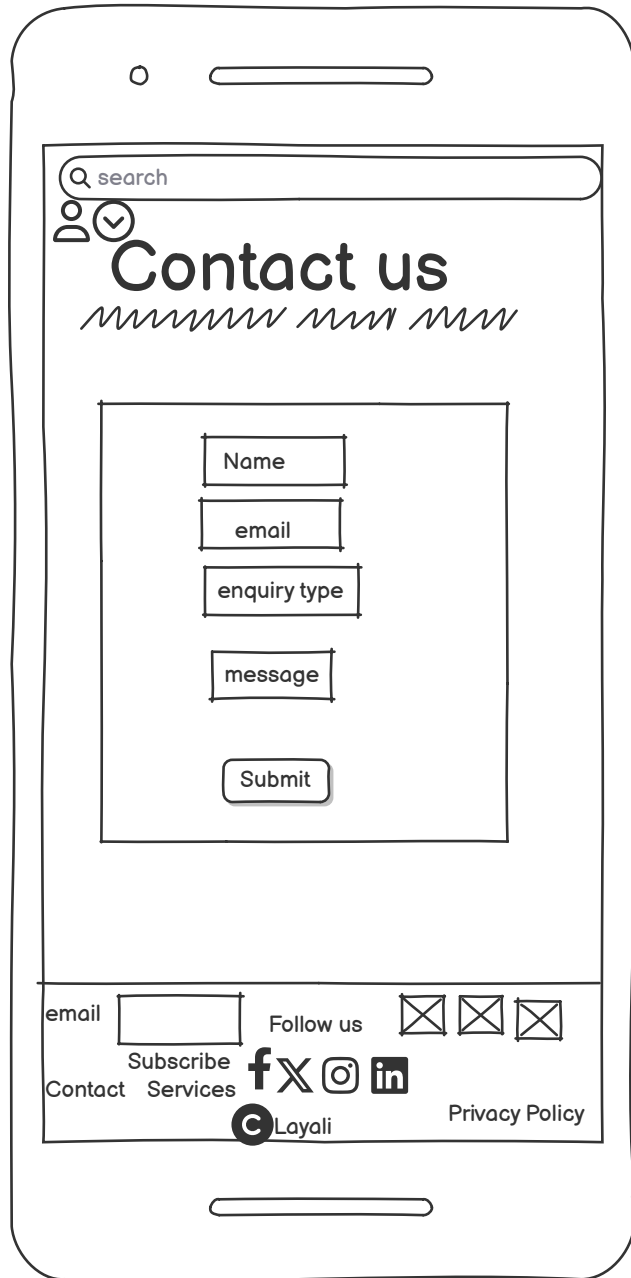 search
Contact us
Name
email
enquiry type
message
Submit
email
Follow us
Subscribe
Contact Services
Privacy Policy
© Layali